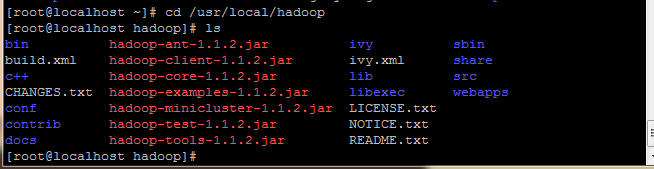 [root@localhost ~]# cd /usr/local/hadoop
[root@localhost hadoop]# ls
bin hadoop-ant-1.1.2.jar ivy sbin
build.xml hadoop-client-1.1.2.jar ivy.xml share
c++ hadoop-core-1.1.2.jar lib src
CHANGES.txt hadoop-examples-1.1.2.jar libexec webapps
conf hadoop-minicluster-1.1.2.jar LICENSE.txt
contrib hadoop-test-1.1.2.jar NOTICE.txt
docs hadoop-tools-1.1.2.jar README.txt
[root@localhost hadoop]#